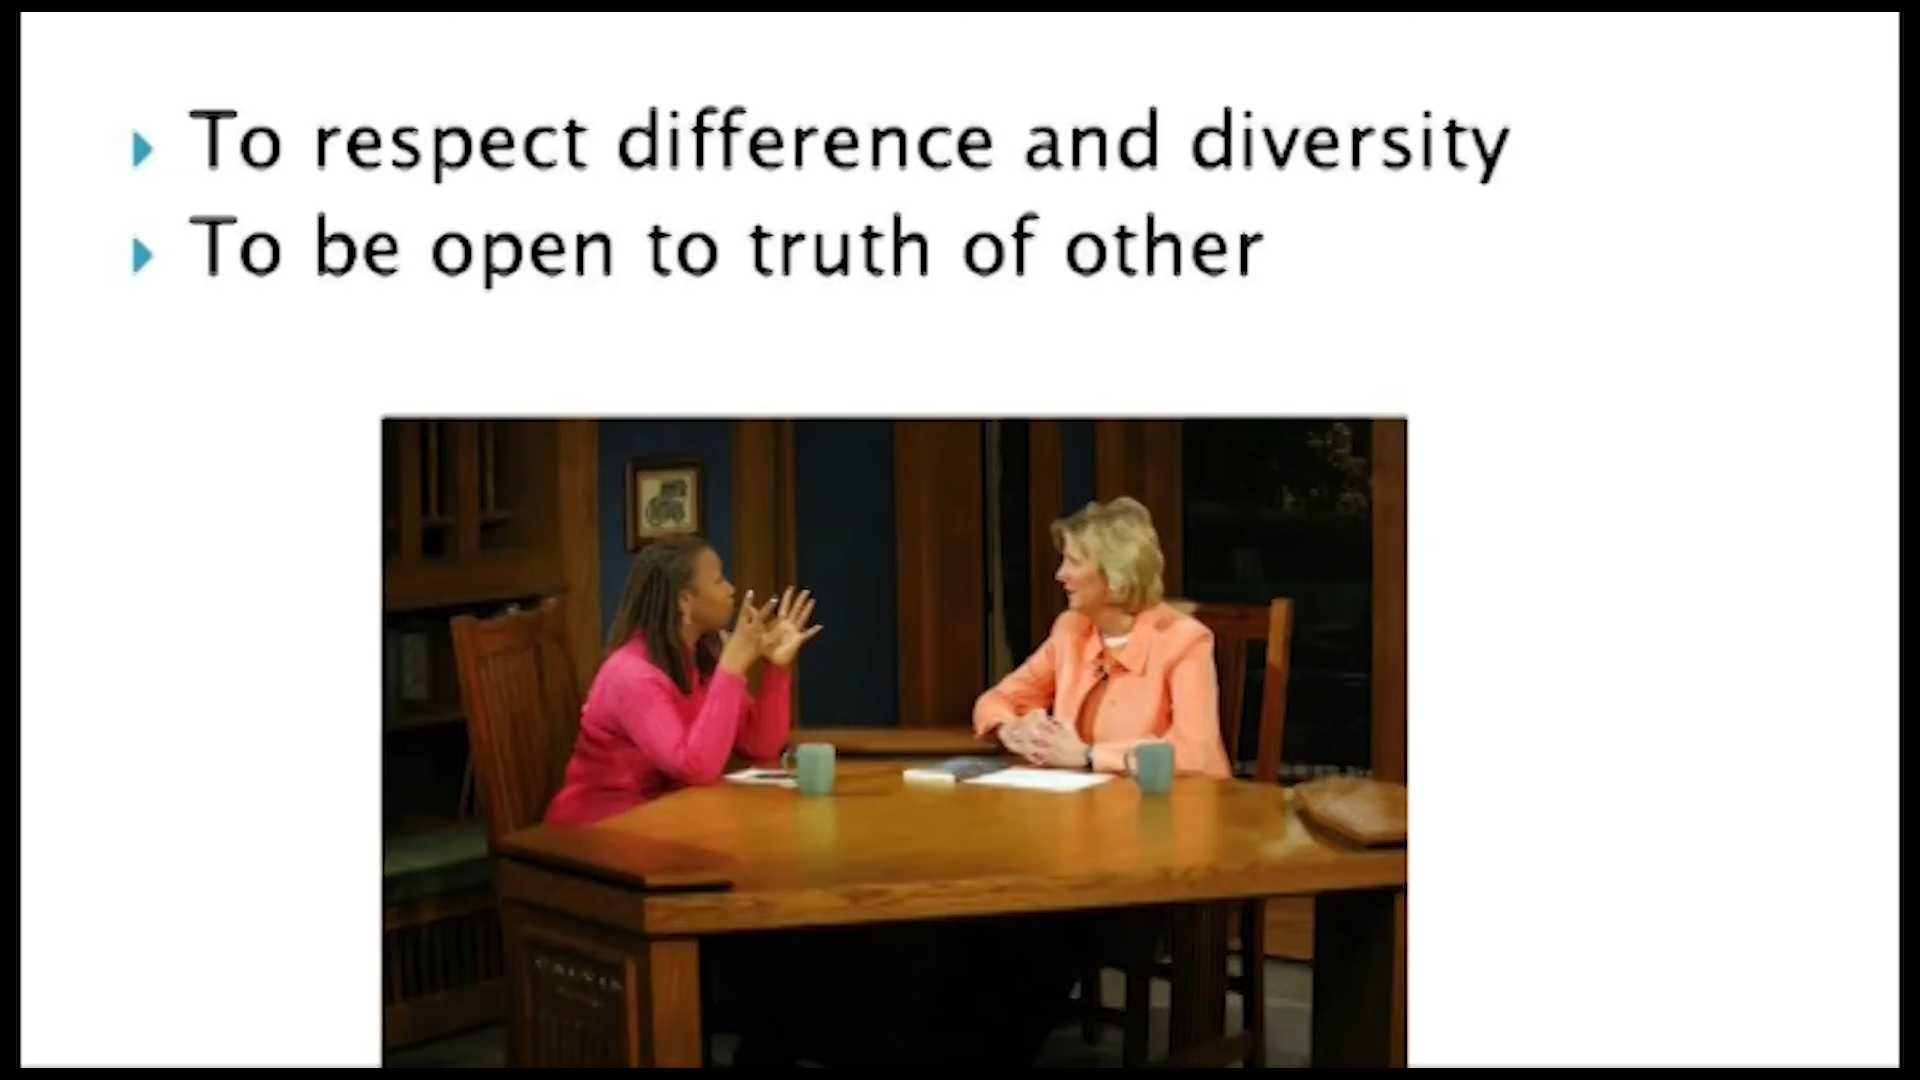 To respect difference and diversity
To be open to truth of other